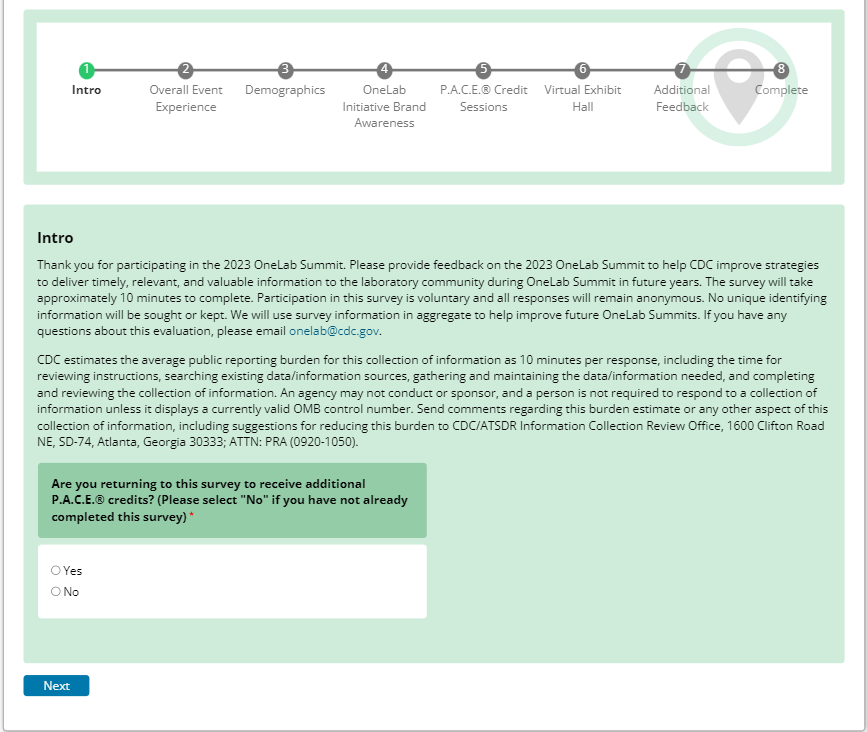 1 2 3 4 5 6 7 8
Intro Overall Event Demographics OneLab P.A.C.E.® Credit Virtual Exhibit Additional Complete
Experience Initiative Brand Sessions Hall Feedback
Awareness
Intro
Thank you for participating in the 2023 OneLab Summit. Please provide feedback on the 2023 OneLab Summit to help CDC improve strategies
to deliver timely, relevant, and valuable information to the laboratory community during OneLab Summit in future years. The survey will take
approximately 10 minutes to complete. Participation in this survey is voluntary and all responses will remain anonymous. No unique identifying
information will be sought or kept. We will use survey information in aggregate to help improve future OneLab Summits. If you have any
questions about this evaluation, please email onelab@cdc.gov.
CDC estimates the average public reporting burden for this collection of information as 10 minutes per response, including the time for
reviewing instructions, searching existing data/information sources, gathering and maintaining the data/information needed, and completing
and reviewing the collection of information. An agency may not conduct or sponsor, and a person is not required to respond to a collection of
information unless it displays a currently valid OMB control number. Send comments regarding this burden estimate or any other aspect of this
collection of information, including suggestions for reducing this burden to CDC/ATSDR Information Collection Review Office, 1600 Clifton Road
NE, SD-74, Atlanta, Georgia 30333; ATTN: PRA (0920-1050).
Are you returning to this survey to receive additional
P.A.C.E.® credits? (Please select "No" if you have not already
completed this survey) *
Yes
No
Next